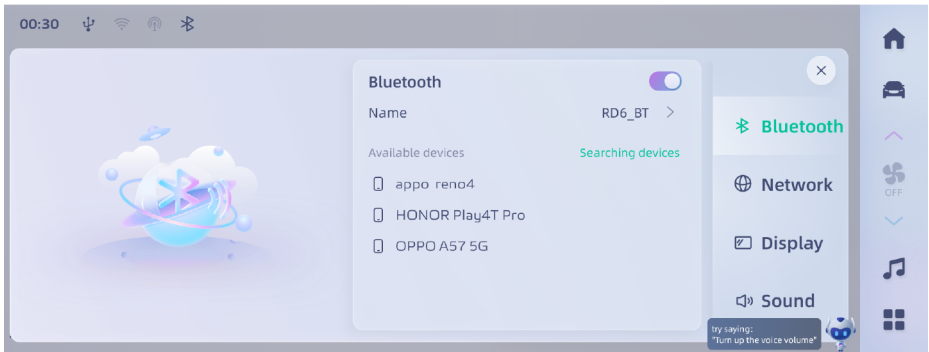 00:30
Bluetooth
Name RD6_BT >
Available devices Searching devices
appo reno4
HONOR Play4T Pro
OPPO A57 5G
Bluetooth
Network
Display
Sound
try saying:
"Turn up the voice volume"
OFF